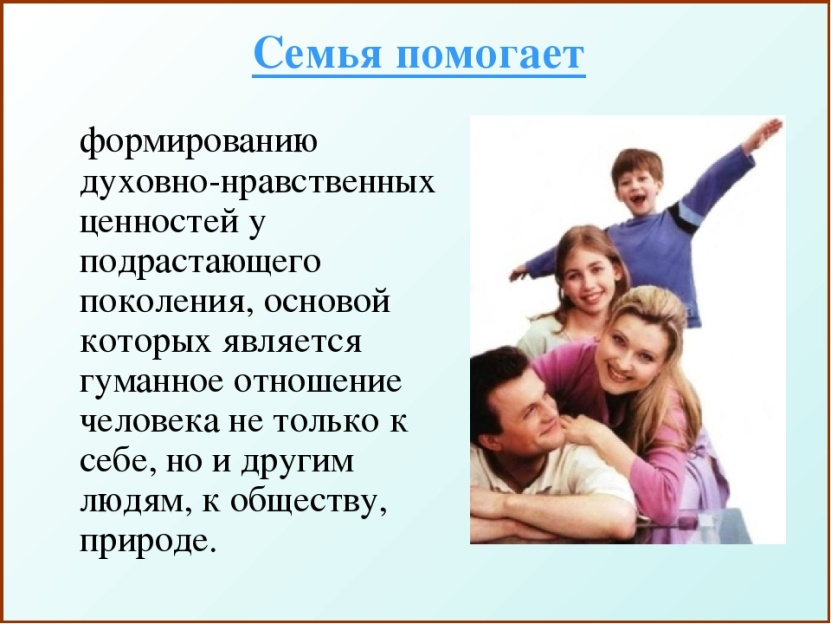 Семья помогает
формированию
духовно-нравственных
ценностей у
подрастающего
поколения, основой
которых является
гуманное отношение
человека не только к
себе, но и другим
людям, к обществу,
природе.